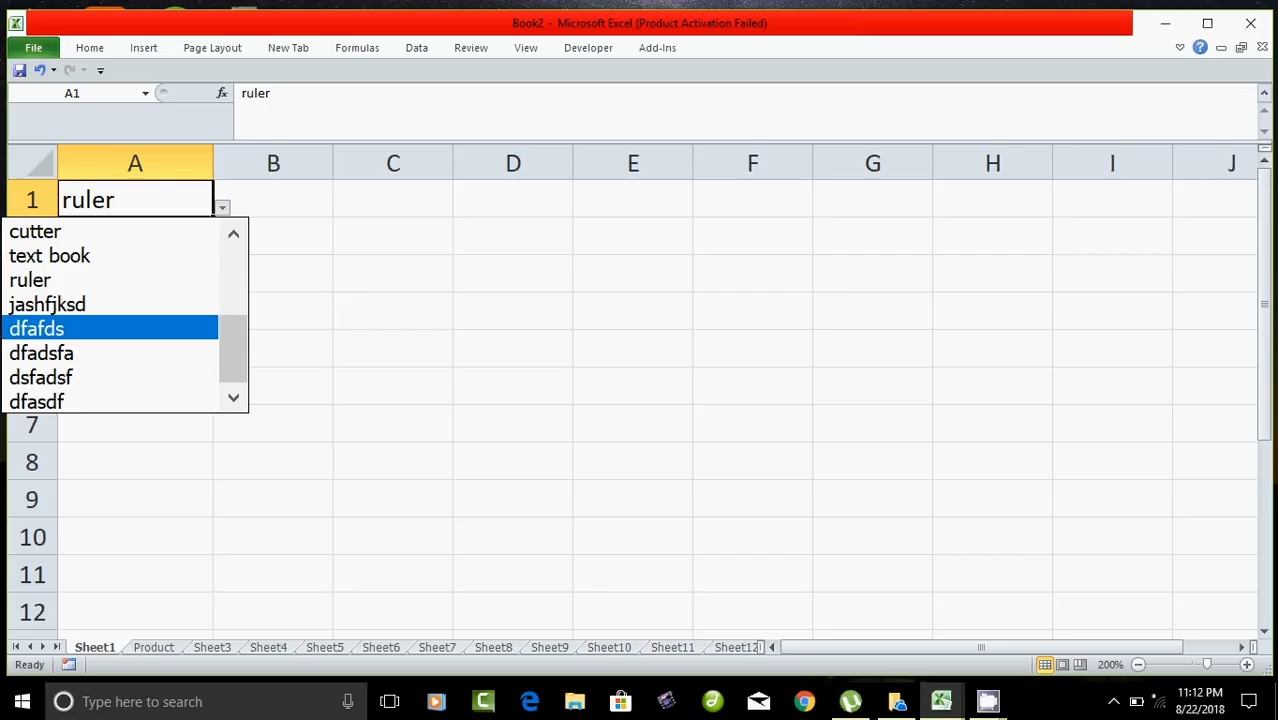 Book2 - Microsoft Excel (Product Activation Failed)
File Home Insert Page Layout New Tab Formulas Data Review View Developer Add-Ins
A1 fx ruler
A B C D E F G H I J
1 ruler
cutter
text book
ruler
jashfjksd
dfafds
dfadsfa
dsfadsf
dfasdf
7
8
9
10
11
12
Sheet1 Product Sheet3 Sheet4 Sheet5 Sheet6 Sheet7 Sheet8 Sheet9 Sheet10 Sheet11 Sheet12
Ready 200%
Type here to search
11:12 PM
8/22/2018